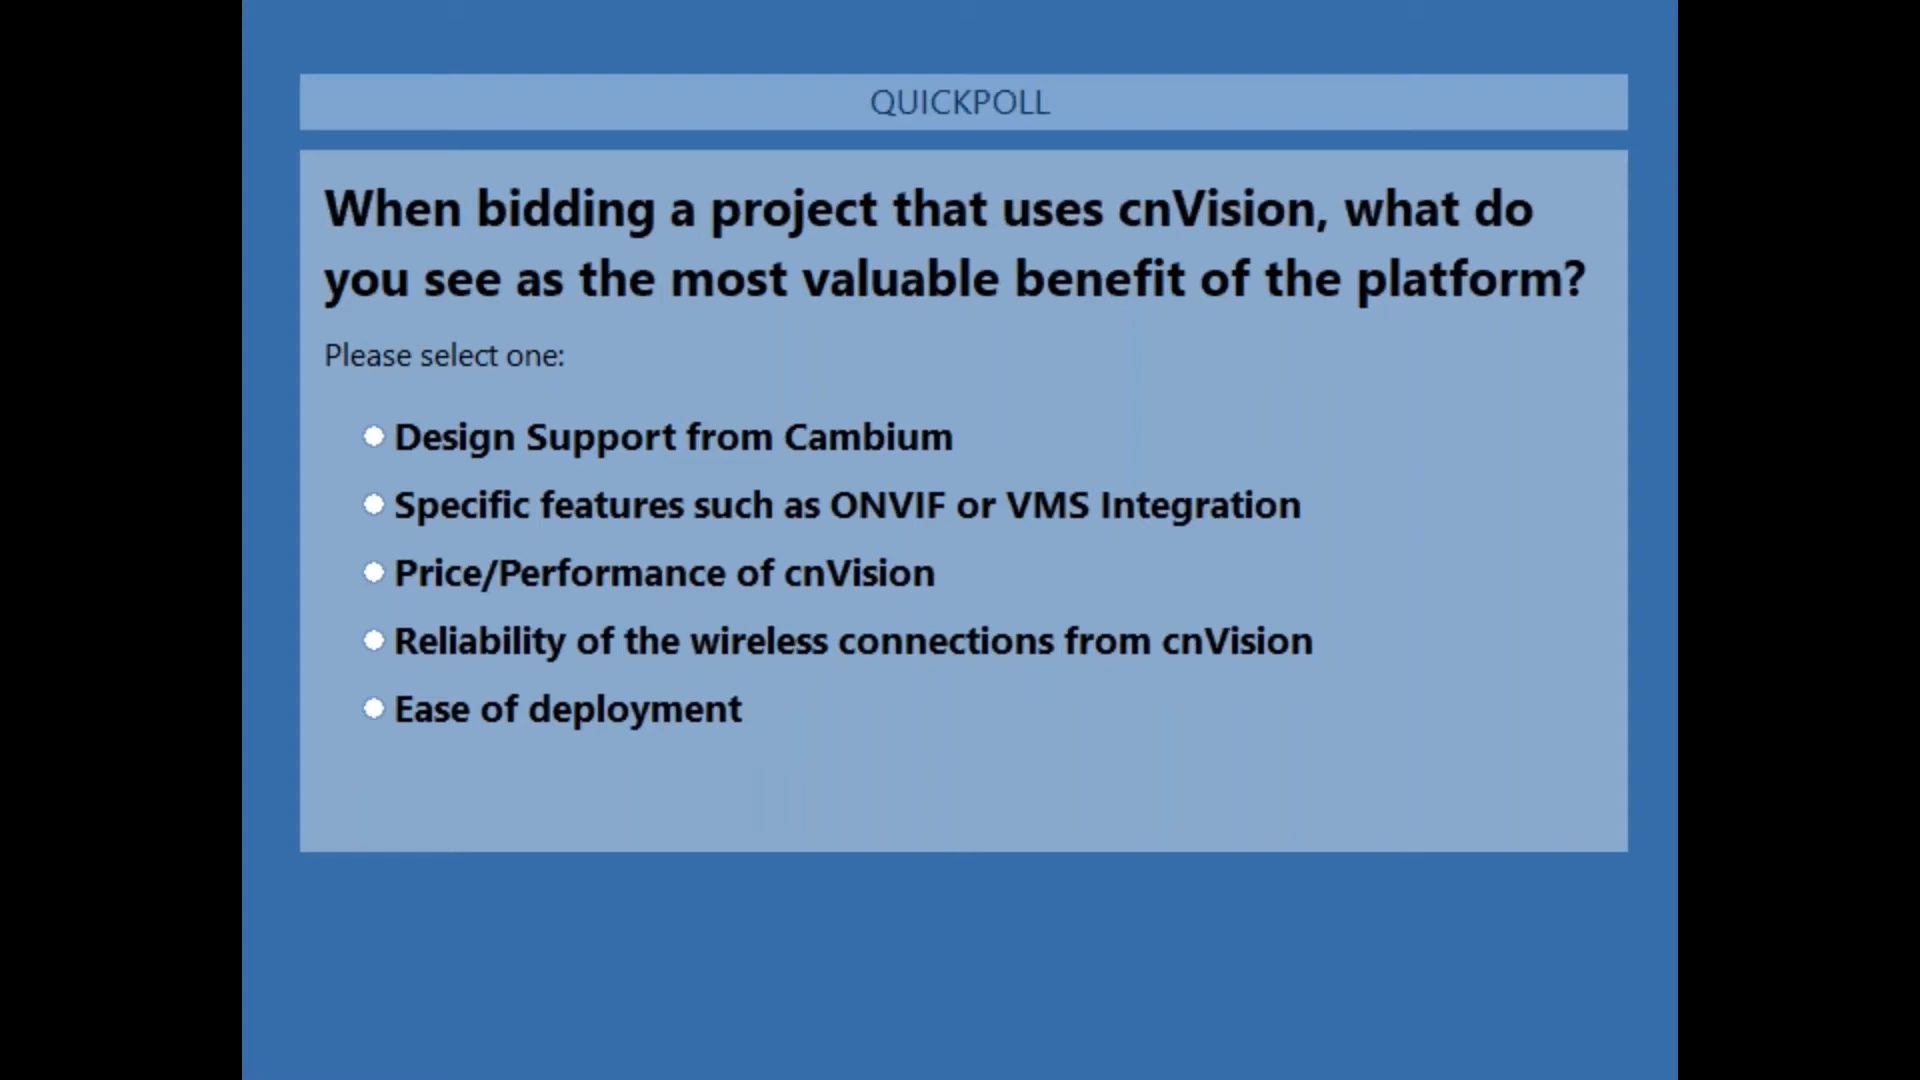 QUICKPOLL
When bidding a project that uses cnVision, what do
you see as the most valuable benefit of the platform?
Please select one:
Design Support from Cambium
Specific features such as ONVIF or VMS Integration
Price/Performance of cnVision
Reliability of the wireless connections from cnVision
Ease of deployment